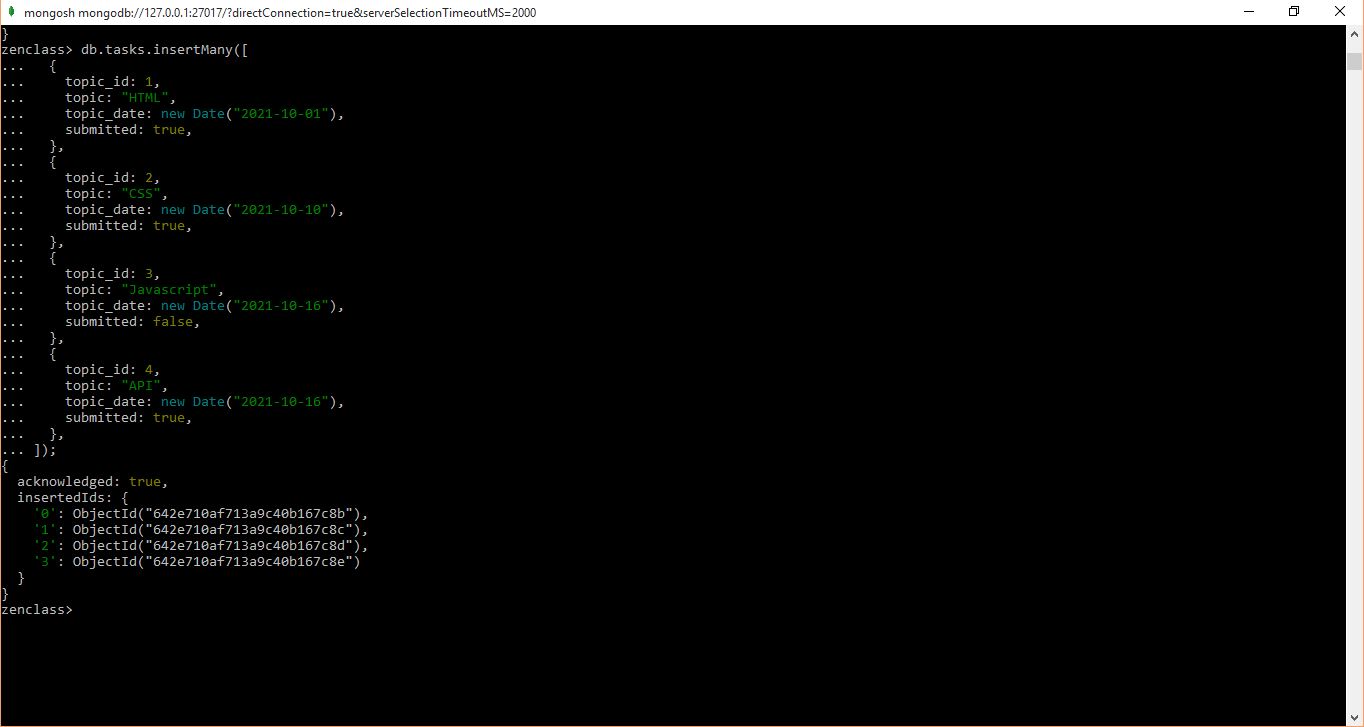 mongosh mongodb://127.0.0.1:27017/?directConnection=true&serverSelectionTimeoutMS=2000
}
zenclass> db.tasks.insertMany([
...   {
...     topic_id: 1,
...     topic: "HTML",
...     topic_date: new Date("2021-10-01"),
...     submitted: true,
...   },
...   {
...     topic_id: 2,
...     topic: "CSS",
...     topic_date: new Date("2021-10-10"),
...     submitted: true,
...   },
...   {
...     topic_id: 3,
...     topic: "Javascript",
...     topic_date: new Date("2021-10-16"),
...     submitted: false,
...   },
...   {
...     topic_id: 4,
...     topic: "API",
...     topic_date: new Date("2021-10-16"),
...     submitted: true,
...   },
... ]);
{
  acknowledged: true,
  insertedIds: {
    '0': ObjectId("642e710af713a9c40b167c8b"),
    '1': ObjectId("642e710af713a9c40b167c8c"),
    '2': ObjectId("642e710af713a9c40b167c8d"),
    '3': ObjectId("642e710af713a9c40b167c8e")
  }
}
zenclass>